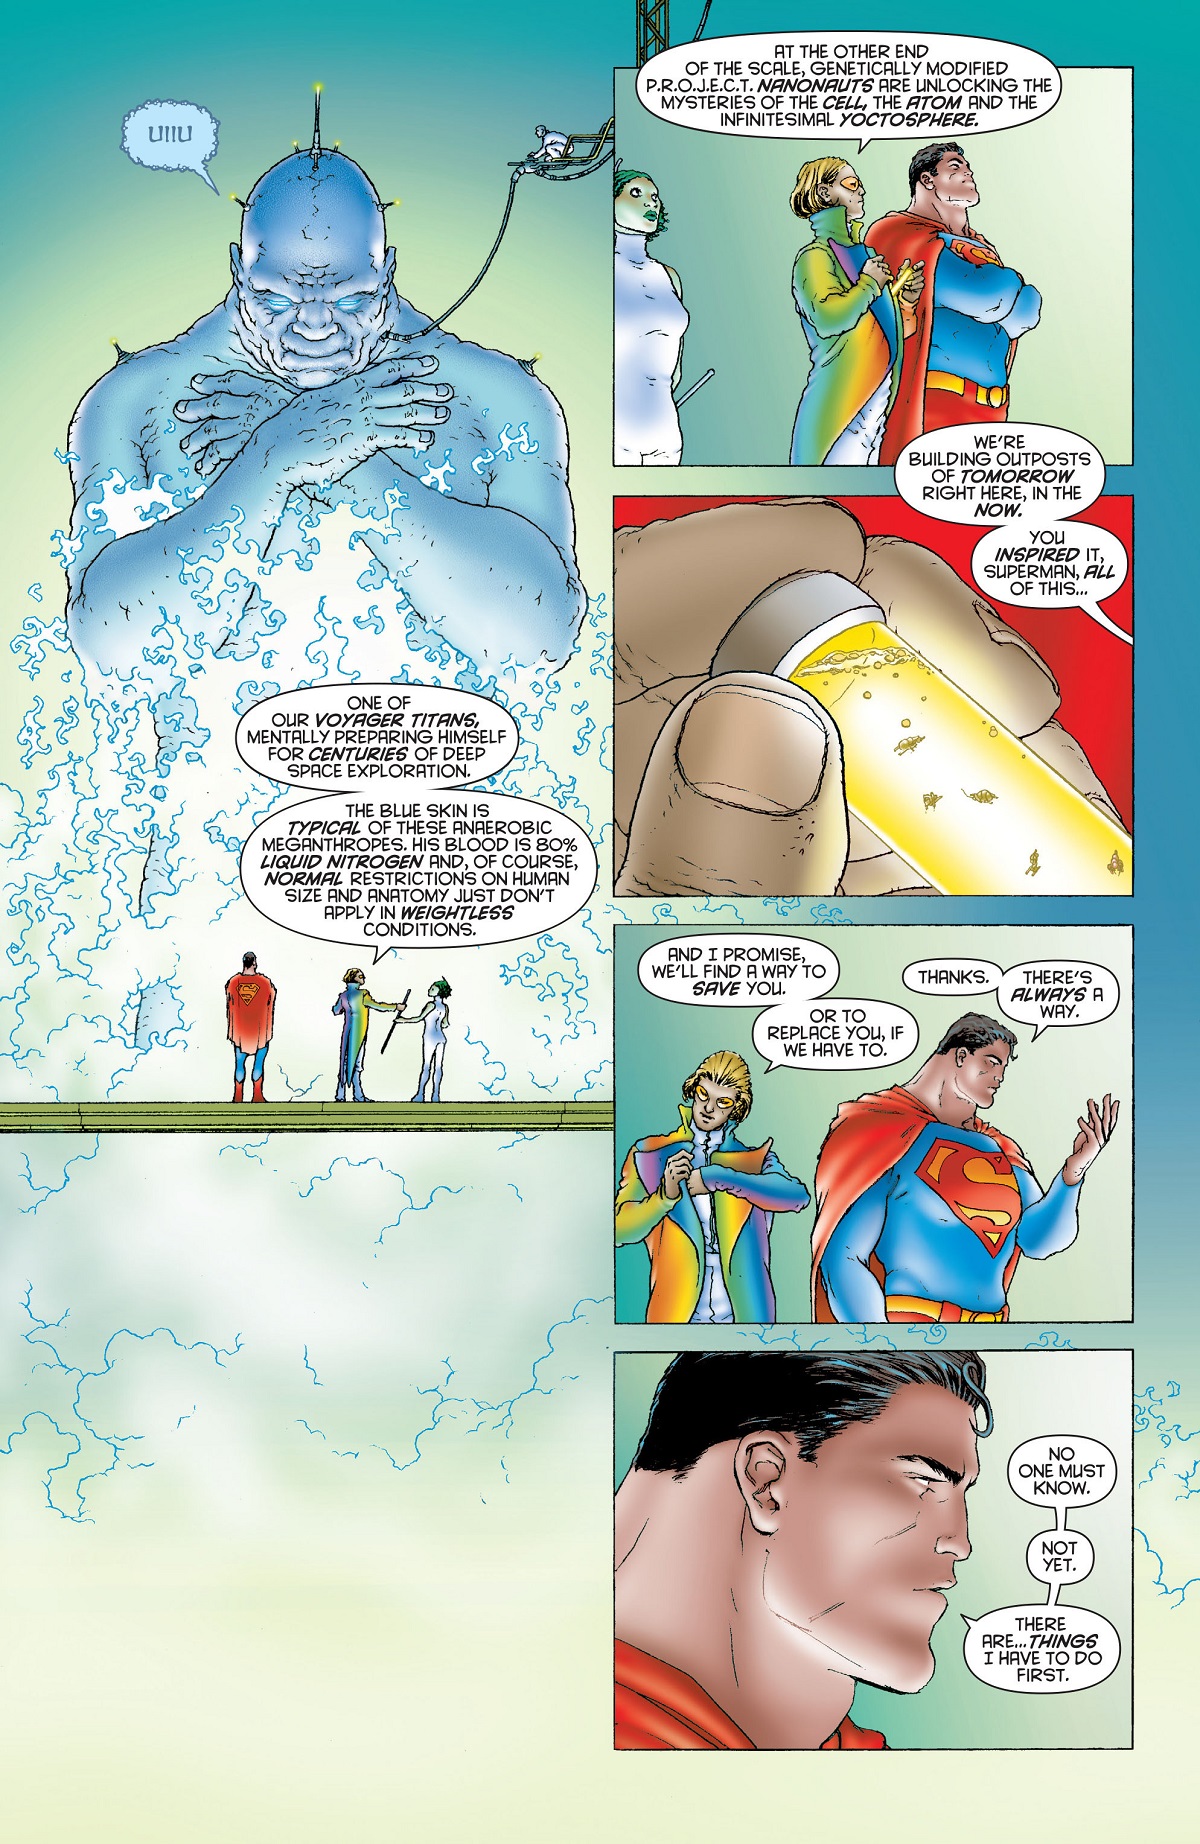 UIIU
ONE OF
OUR VOYAGER TITANS,
MENTALLY PREPARING HIMSELF
FOR CENTURIES OF DEEP
SPACE EXPLORATION.
THE BLUE SKIN IS
TYPICAL OF THESE ANAEROBIC
MEGANTHROPES. HIS BLOOD IS 80%
LIQUID NITROGEN AND, OF COURSE,
NORMAL RESTRICTIONS ON HUMAN
SIZE AND ANATOMY JUST DON'T
APPLY IN WEIGHTLESS
CONDITIONS.
AT THE OTHER END
OF THE SCALE, GENETICALLY MODIFIED
P.R.O.J.E.C.T. NANONAUTS ARE UNLOCKING THE
MYSTERIES OF THE CELL, THE ATOM AND THE
INFINITESIMAL YOCTOSPHERE.
WE'RE
BUILDING OUTPOSTS
OF TOMORROW
RIGHT HERE, IN THE
NOW.
YOU
INSPIRED IT,
SUPERMAN, ALL
OF THIS...
AND I PROMISE,
WE'LL FIND A WAY TO
SAVE YOU.
OR TO
REPLACE YOU, IF
WE HAVE TO.
THANKS.
THERE'S
ALWAYS A
WAY.
NO
ONE MUST
KNOW.
NOT
YET.
THERE
ARE...THINGS
I HAVE TO DO
FIRST.